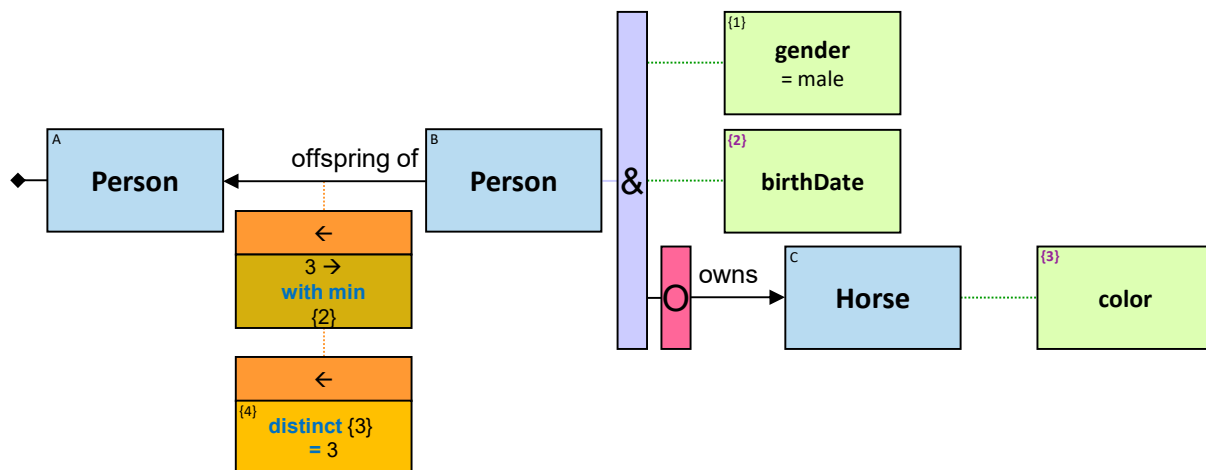 {1}
gender
= male
A
Person
offspring of
B
Person
&
{2}
birthDate
←
3 →
with min
{2}
O
owns
C
Horse
{3}
color
←
{4}
distinct {3}
= 3